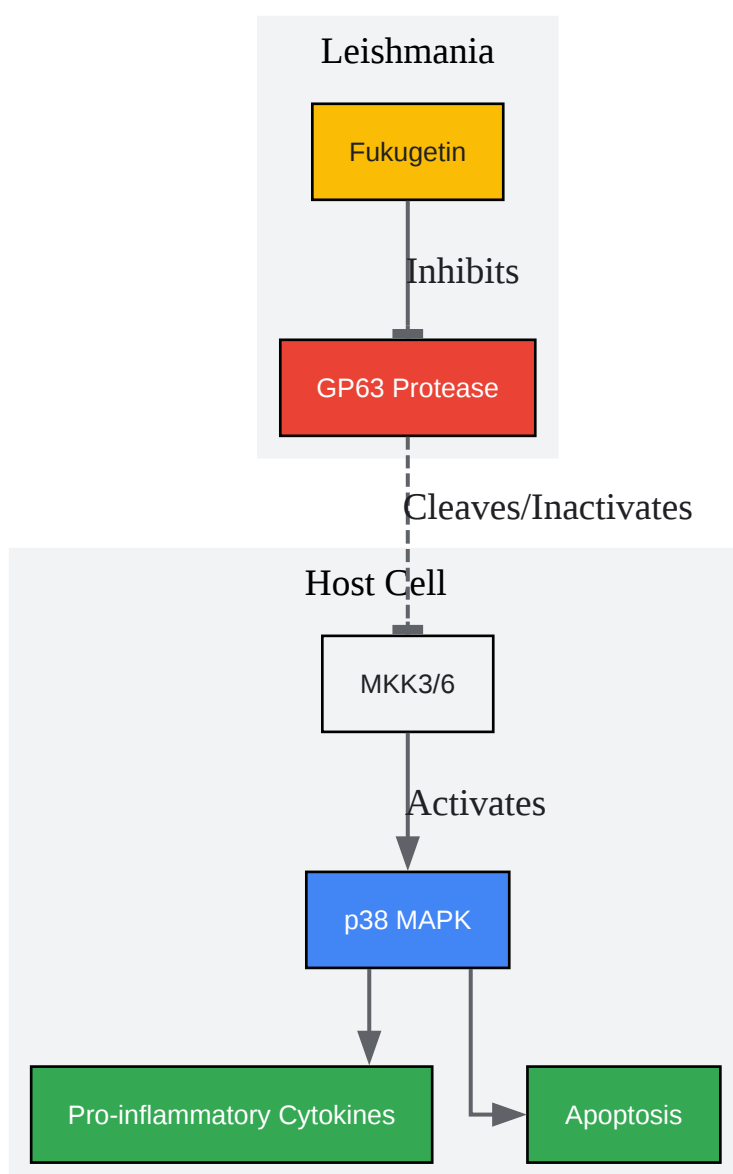 Leishmania
Fukugetin
Inhibits
GP63 Protease
Cleaves/Inactivates
Host Cell
MKK3/6
Activates
p38 MAPK
Pro-inflammatory Cytokines
Apoptosis